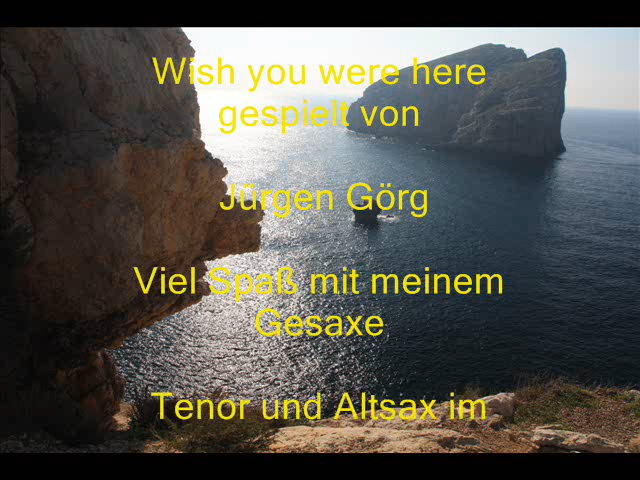 Wish you were here
gespielt von
Jürgen Görg
Viel Spaß mit meinem
Gesaxe
Tenor und Altsax im